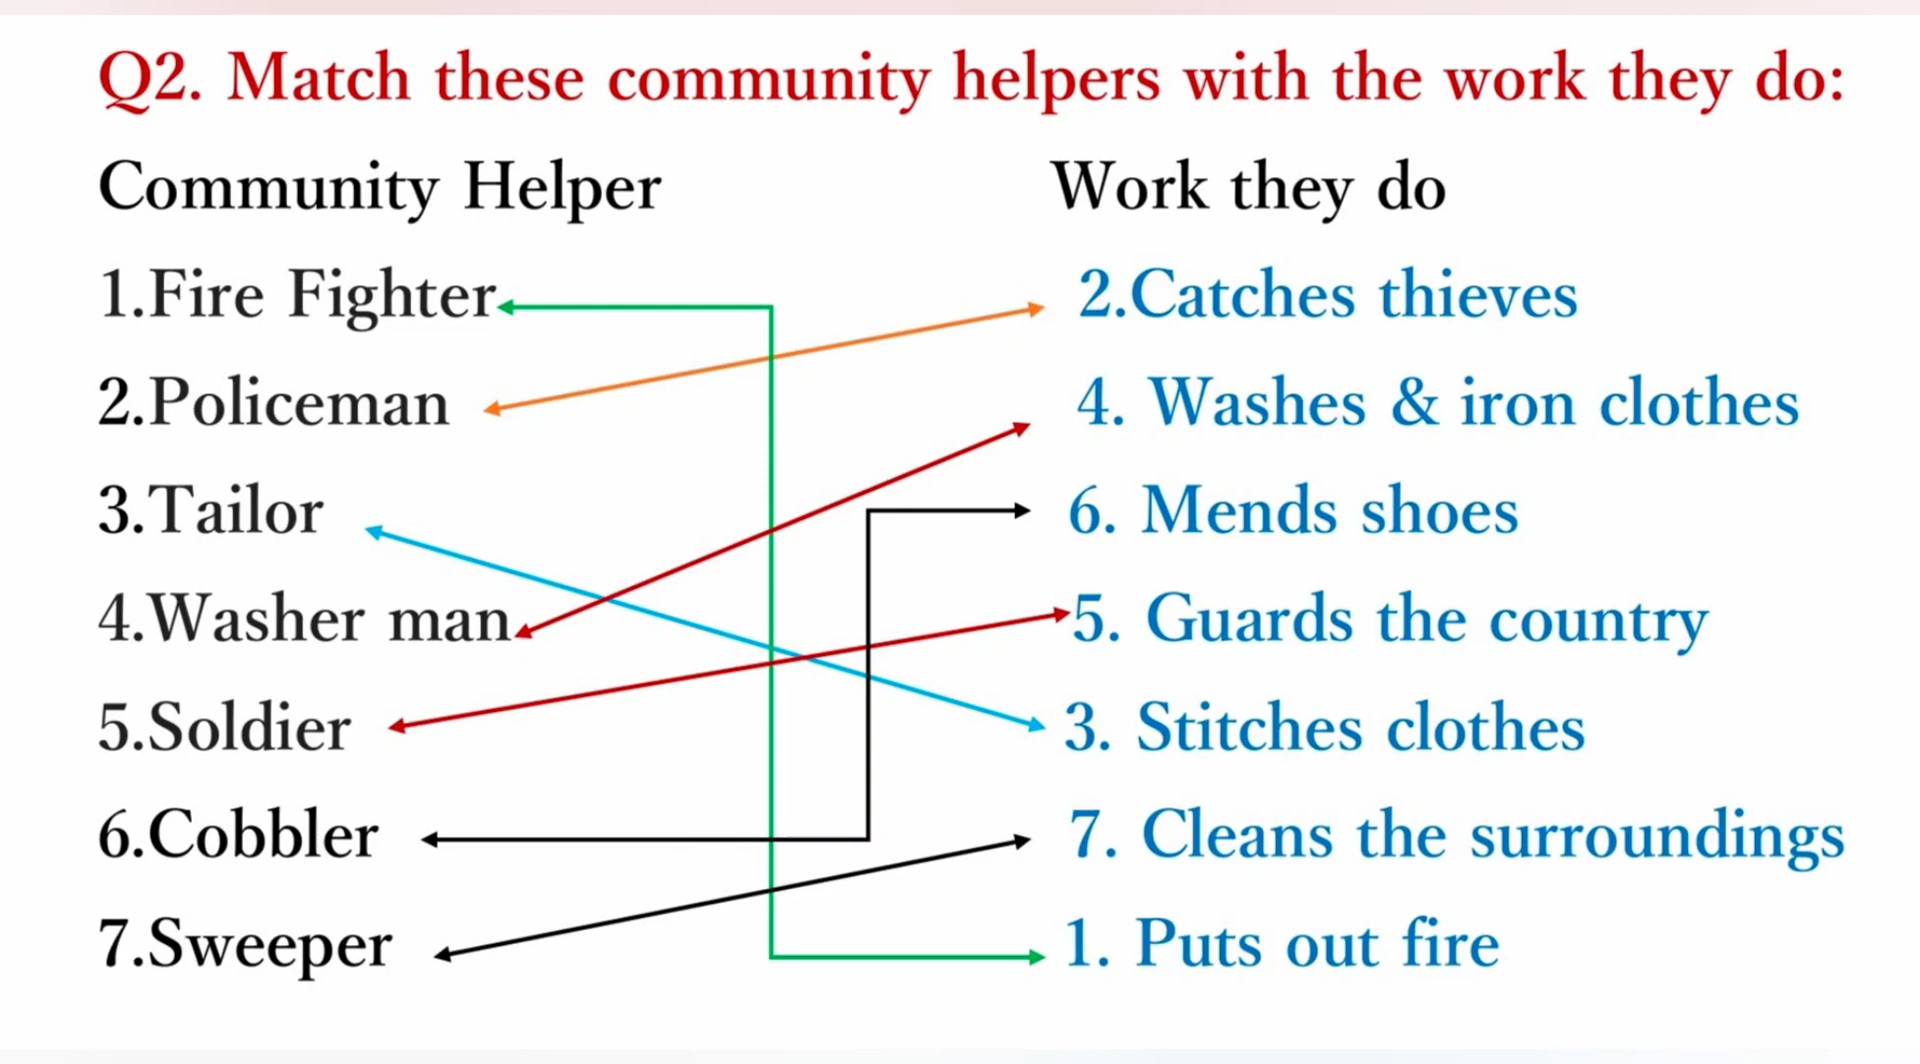 Q2. Match these community helpers with the work they do:
Community Helper
Work they do
1.Fire Fighter
2.Catches thieves
2.Policeman
4. Washes & iron clothes
3.Tailor
6. Mends shoes
4.Washer man
5. Guards the country
5.Soldier
3. Stitches clothes
6.Cobbler
7. Cleans the surroundings
7.Sweeper
1. Puts out fire